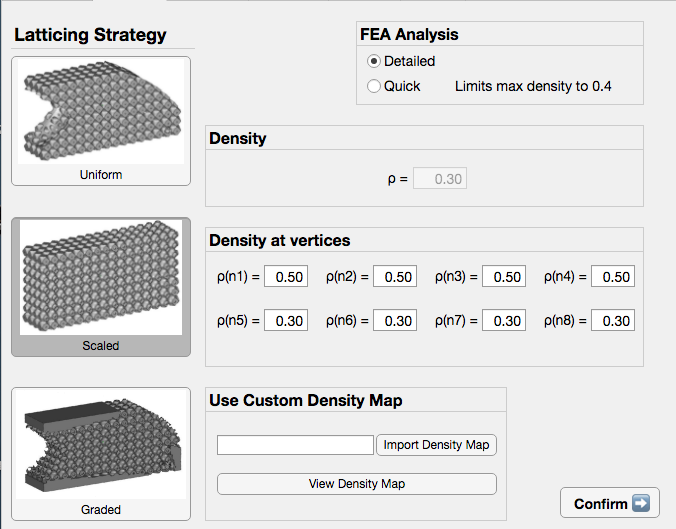 Latticing Strategy
Uniform
Scaled
Graded
FEA Analysis
Detailed
Quick Limits max density to 0.4
Density
ρ = 0.30
Density at vertices
ρ(n1) = 0.50 ρ(n2) = 0.50 ρ(n3) = 0.50 ρ(n4) = 0.50
ρ(n5) = 0.30 ρ(n6) = 0.30 ρ(n7) = 0.30 ρ(n8) = 0.30
Use Custom Density Map
Import Density Map
View Density Map
Confirm